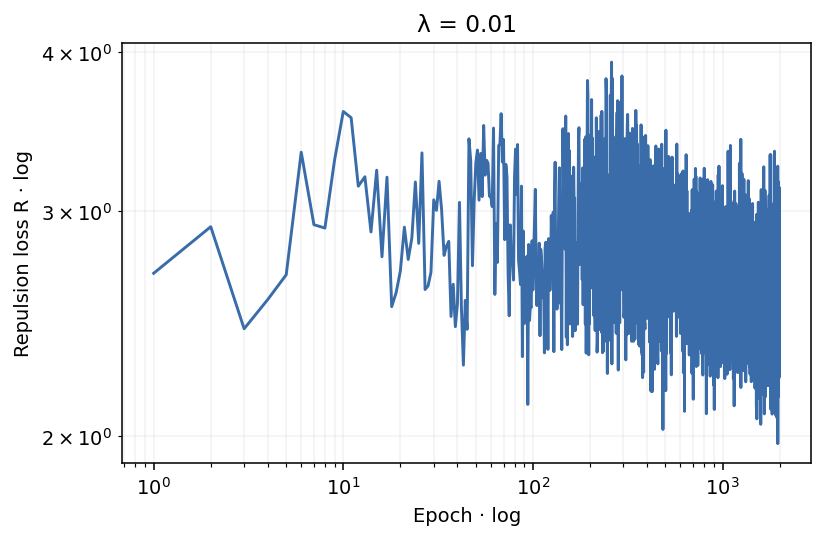 λ = 0.01
Repulsion loss R · log
4 × 10⁰
3 × 10⁰
2 × 10⁰
10⁰
10¹
10²
10³
Epoch · log